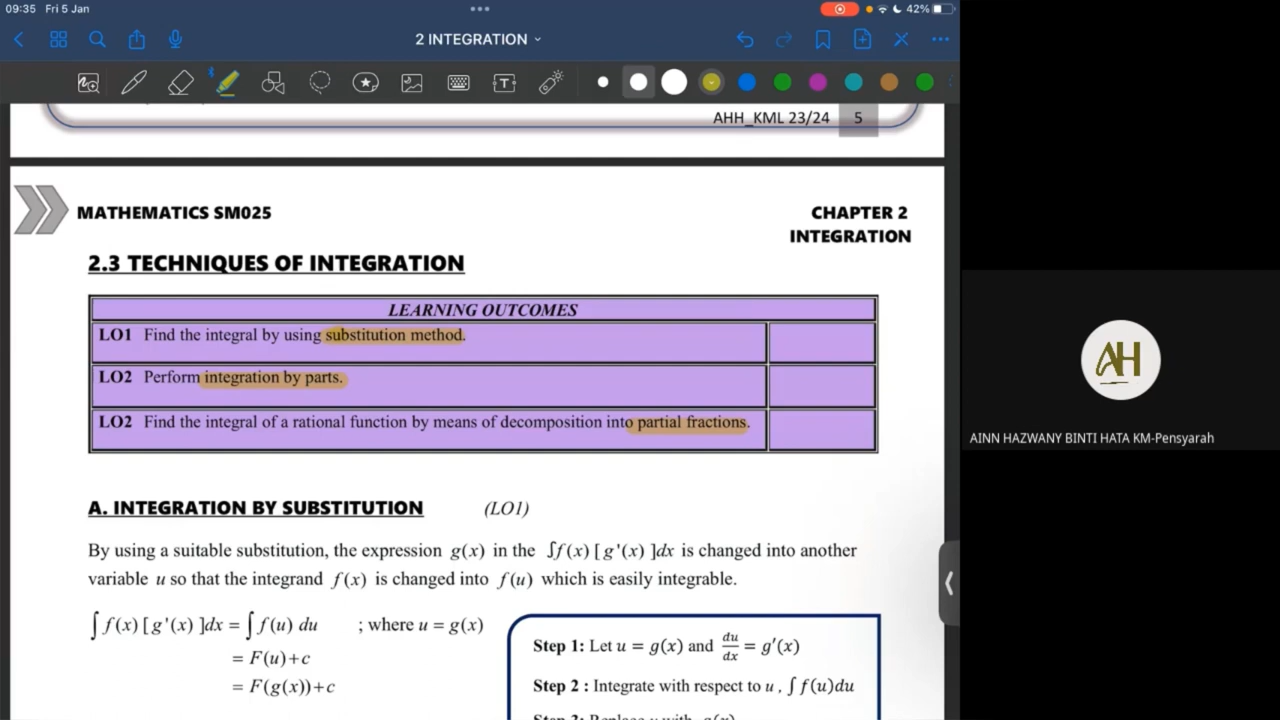 09:35 Fri 5 Jan
42%
2 INTEGRATION
T
AHH_KML 23/24 5
MATHEMATICS SM025
CHAPTER 2
INTEGRATION
2.3 TECHNIQUES OF INTEGRATION
LEARNING OUTCOMES
LO1 Find the integral by using substitution method.
LO2 Perform integration by parts.
LO2 Find the integral of a rational function by means of decomposition into partial fractions.
A. INTEGRATION BY SUBSTITUTION (LO1)
By using a suitable substitution, the expression g(x) in the ∫f(x)[g'(x)]dx is changed into another
variable u so that the integrand f(x) is changed into f(u) which is easily integrable.
∫f(x)[g'(x)]dx = ∫f(u) du ; where u = g(x)
= F(u)+c
= F(g(x))+c
Step 1: Let u = g(x) and du/dx = g′(x)
Step 2 : Integrate with respect to u , ∫f(u)du
AH
AINN HAZWANY BINTI HATA KM-Pensyarah